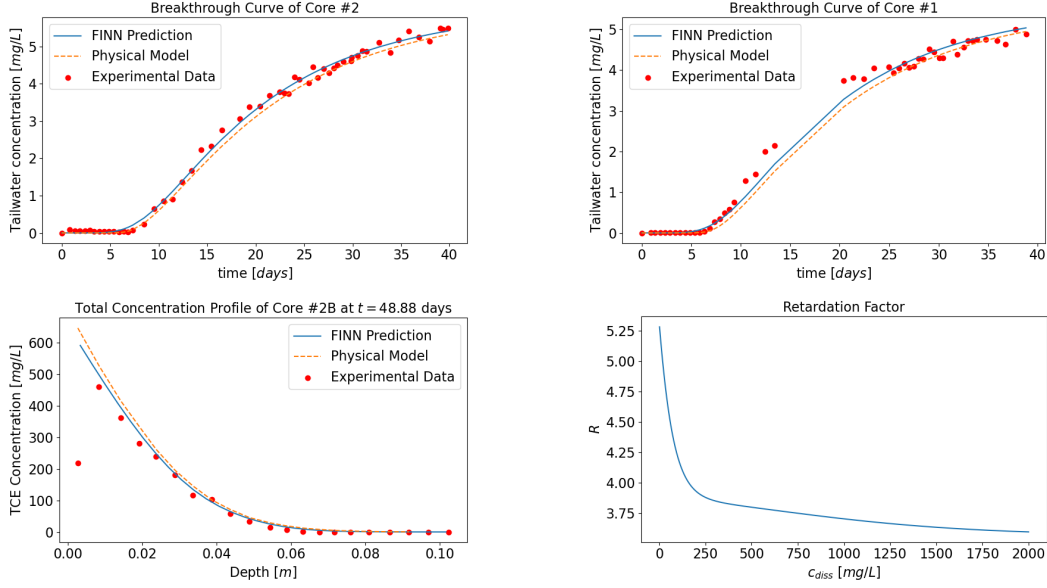 Breakthrough Curve of Core #2
FINN Prediction
Physical Model
Experimental Data
Tailwater concentration [mg/L]
5
4
3
2
1
0
0 5 10 15 20 25 30 35 40
time [days]
Breakthrough Curve of Core #1
FINN Prediction
Physical Model
Experimental Data
Tailwater concentration [mg/L]
5
4
3
2
1
0
0 5 10 15 20 25 30 35 40
time [days]
Total Concentration Profile of Core #2B at t = 48.88 days
FINN Prediction
Physical Model
Experimental Data
TCE Concentration [mg/L]
600
500
400
300
200
100
0
0.00 0.02 0.04 0.06 0.08 0.10
Depth [m]
Retardation Factor
R
5.25
5.00
4.75
4.50
4.25
4.00
3.75
0 250 500 750 1000 1250 1500 1750 2000
c_diss [mg/L]